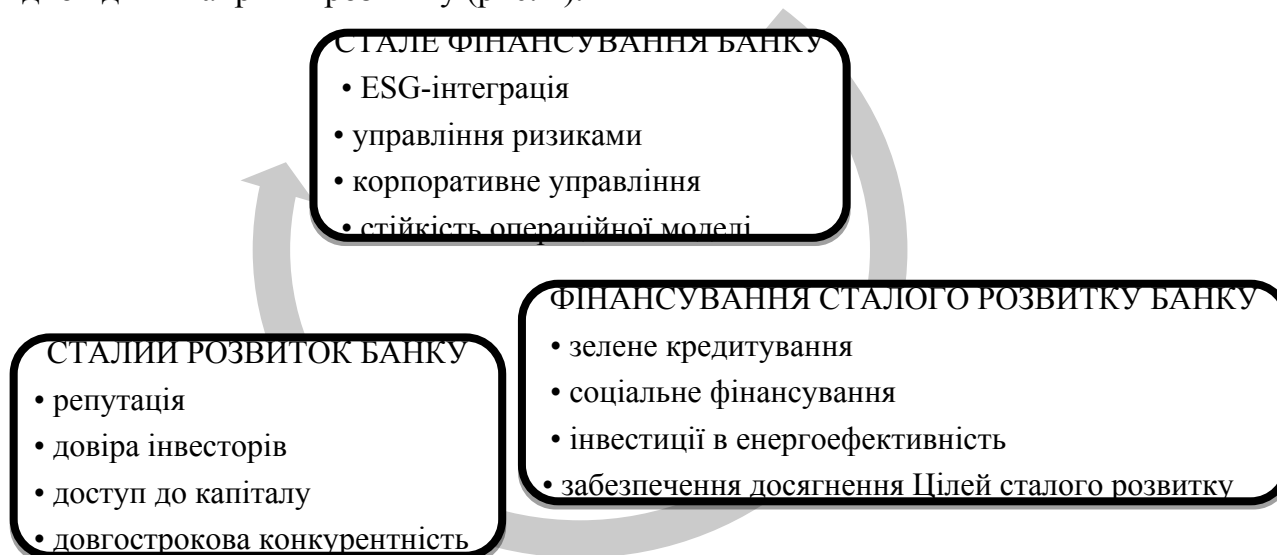 СТАЛЕ ФІНАНСУВАННЯ БАНКУ
• ESG-інтеграція
• управління ризиками
• корпоративне управління
• стійкість операційної моделі
ФІНАНСУВАННЯ СТАЛОГО РОЗВИТКУ БАНКУ
• зелене кредитування
• соціальне фінансування
• інвестиції в енергоефективність
• забезпечення досягнення Цілей сталого розвитку
СТАЛИЙ РОЗВИТОК БАНКУ
• репутація
• довіра інвесторів
• доступ до капіталу
• довгострокова конкурентність